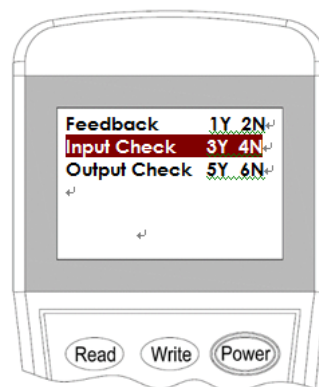 Feedback 1Y 2N
Input Check 3Y 4N
Output Check 5Y 6N
Read Write Power